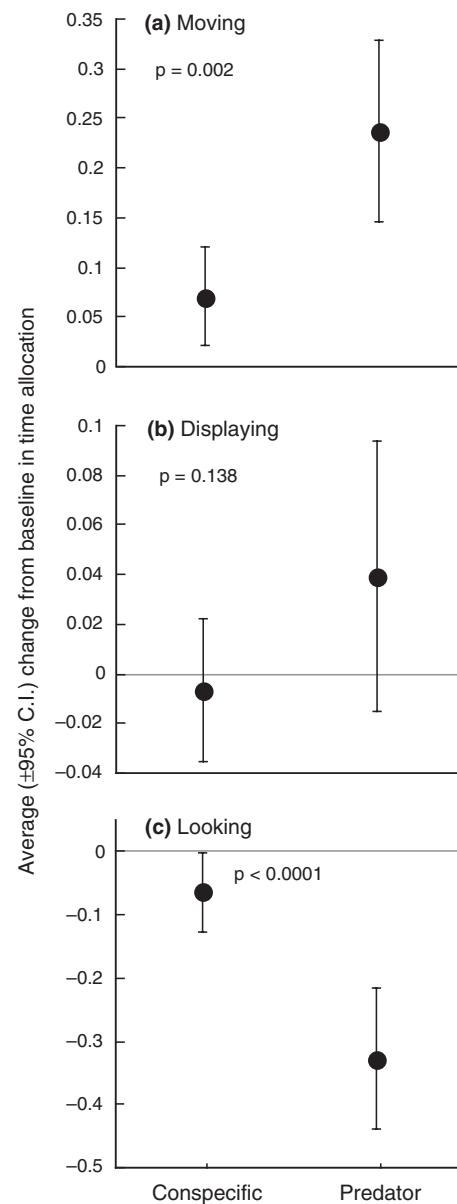 Average (±95% C.I.) change from baseline in time allocation
(a) Moving
p = 0.002
0.35
0.3
0.25
0.2
0.15
0.1
0.05
0
(b) Displaying
p = 0.138
0.1
0.08
0.06
0.04
0.02
0
−0.02
−0.04
(c) Looking
p < 0.0001
0
−0.1
−0.2
−0.3
−0.4
−0.5
Conspecific Predator